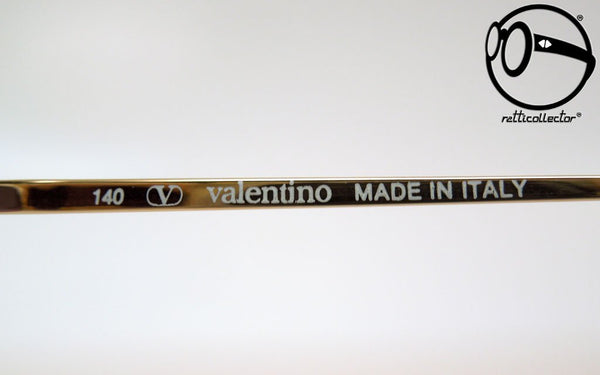 retticollector®
140 V valentino MADE IN ITALY